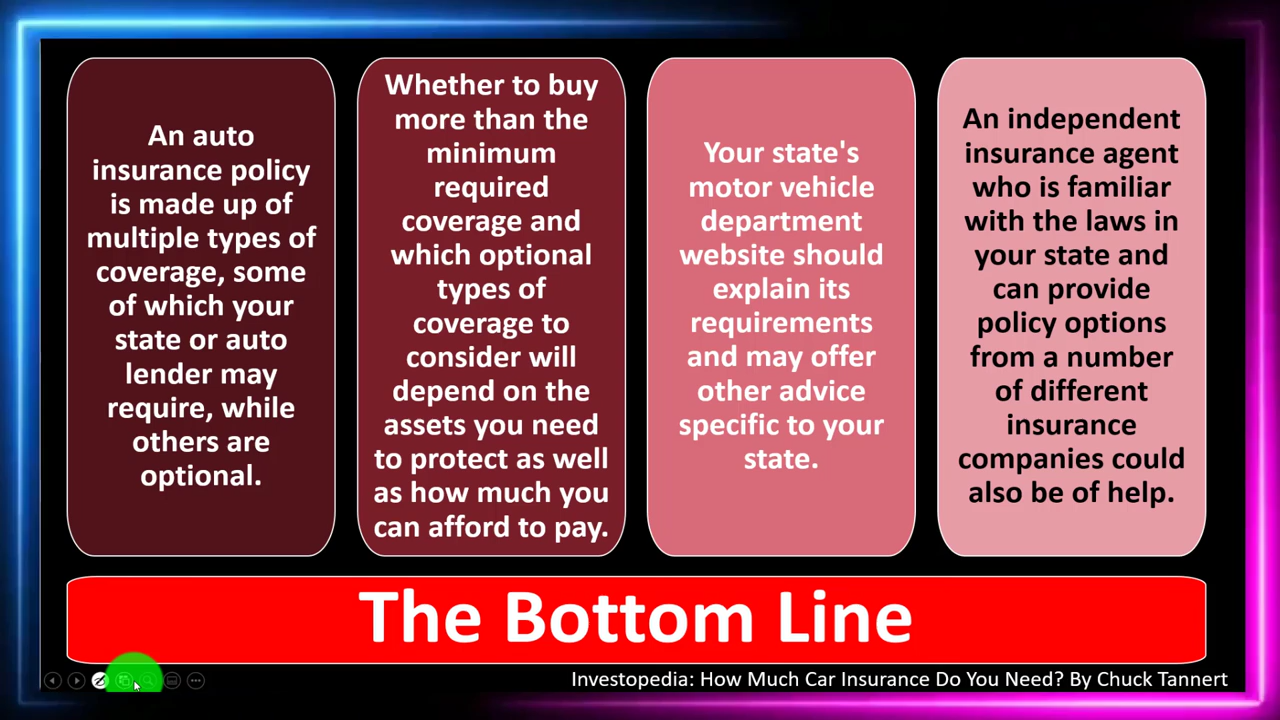 An auto
insurance policy
is made up of
multiple types of
coverage, some
of which your
state or auto
lender may
require, while
others are
optional.
Whether to buy
more than the
minimum
required
coverage and
which optional
types of
coverage to
consider will
depend on the
assets you need
to protect as well
as how much you
can afford to pay.
Your state's
motor vehicle
department
website should
explain its
requirements
and may offer
other advice
specific to your
state.
An independent
insurance agent
who is familiar
with the laws in
your state and
can provide
policy options
from a number
of different
insurance
companies could
also be of help.
The Bottom Line
Investopedia: How Much Car Insurance Do You Need? By Chuck Tannert